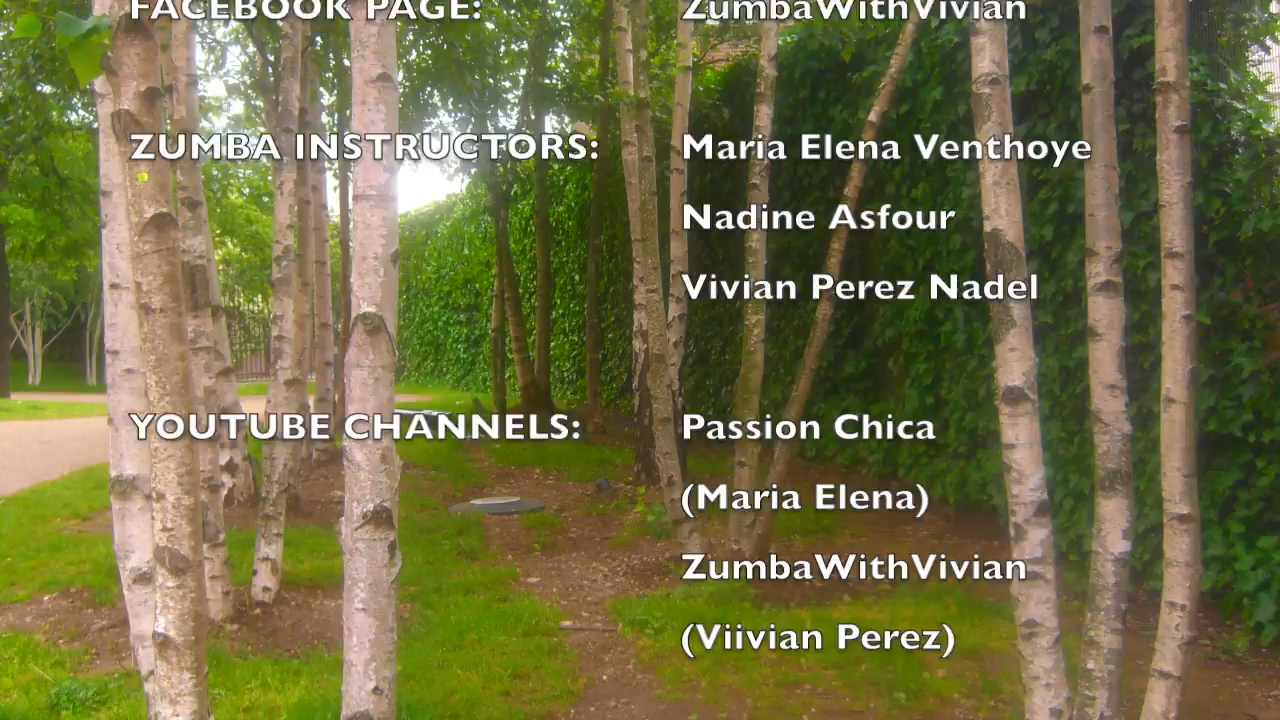 FACEBOOK PAGE: ZumbaWithVivian
ZUMBA INSTRUCTORS: Maria Elena Venthoye
Nadine Asfour
Vivian Perez Nadel
YOUTUBE CHANNELS: Passion Chica
(Maria Elena)
ZumbaWithVivian
(Viivian Perez)